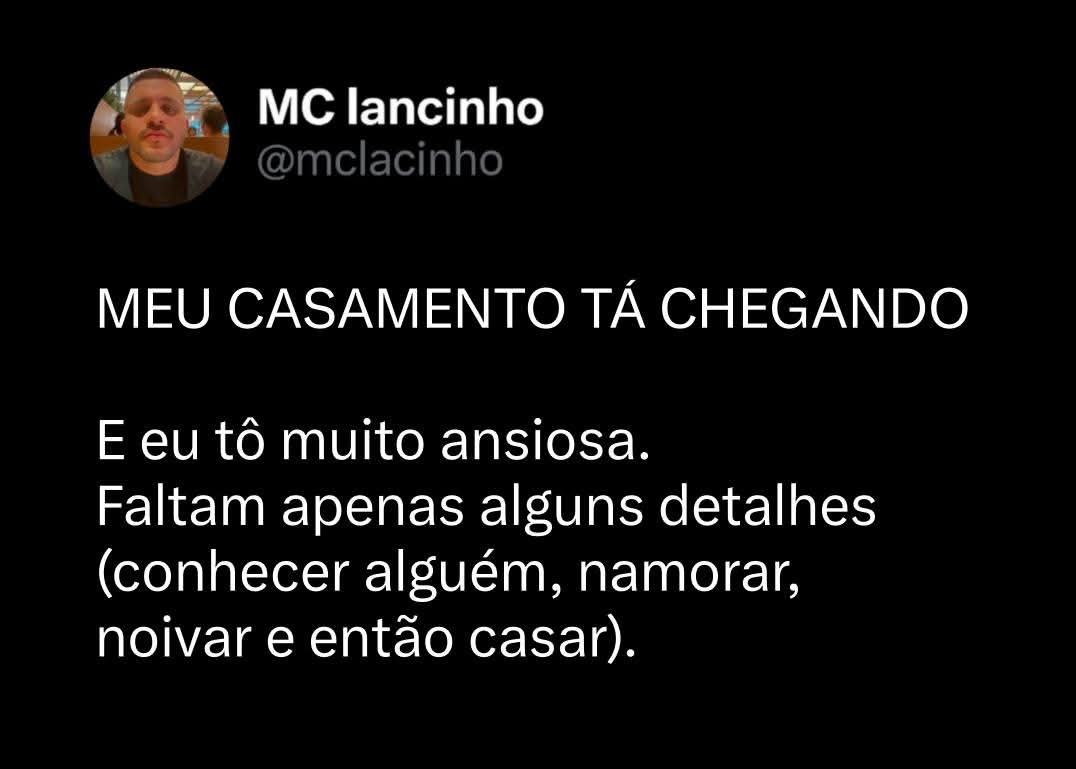 MC lancinho
@mclacinho
MEU CASAMENTO TÁ CHEGANDO
E eu tô muito ansiosa.
Faltam apenas alguns detalhes
(conhecer alguém, namorar,
noivar e então casar).